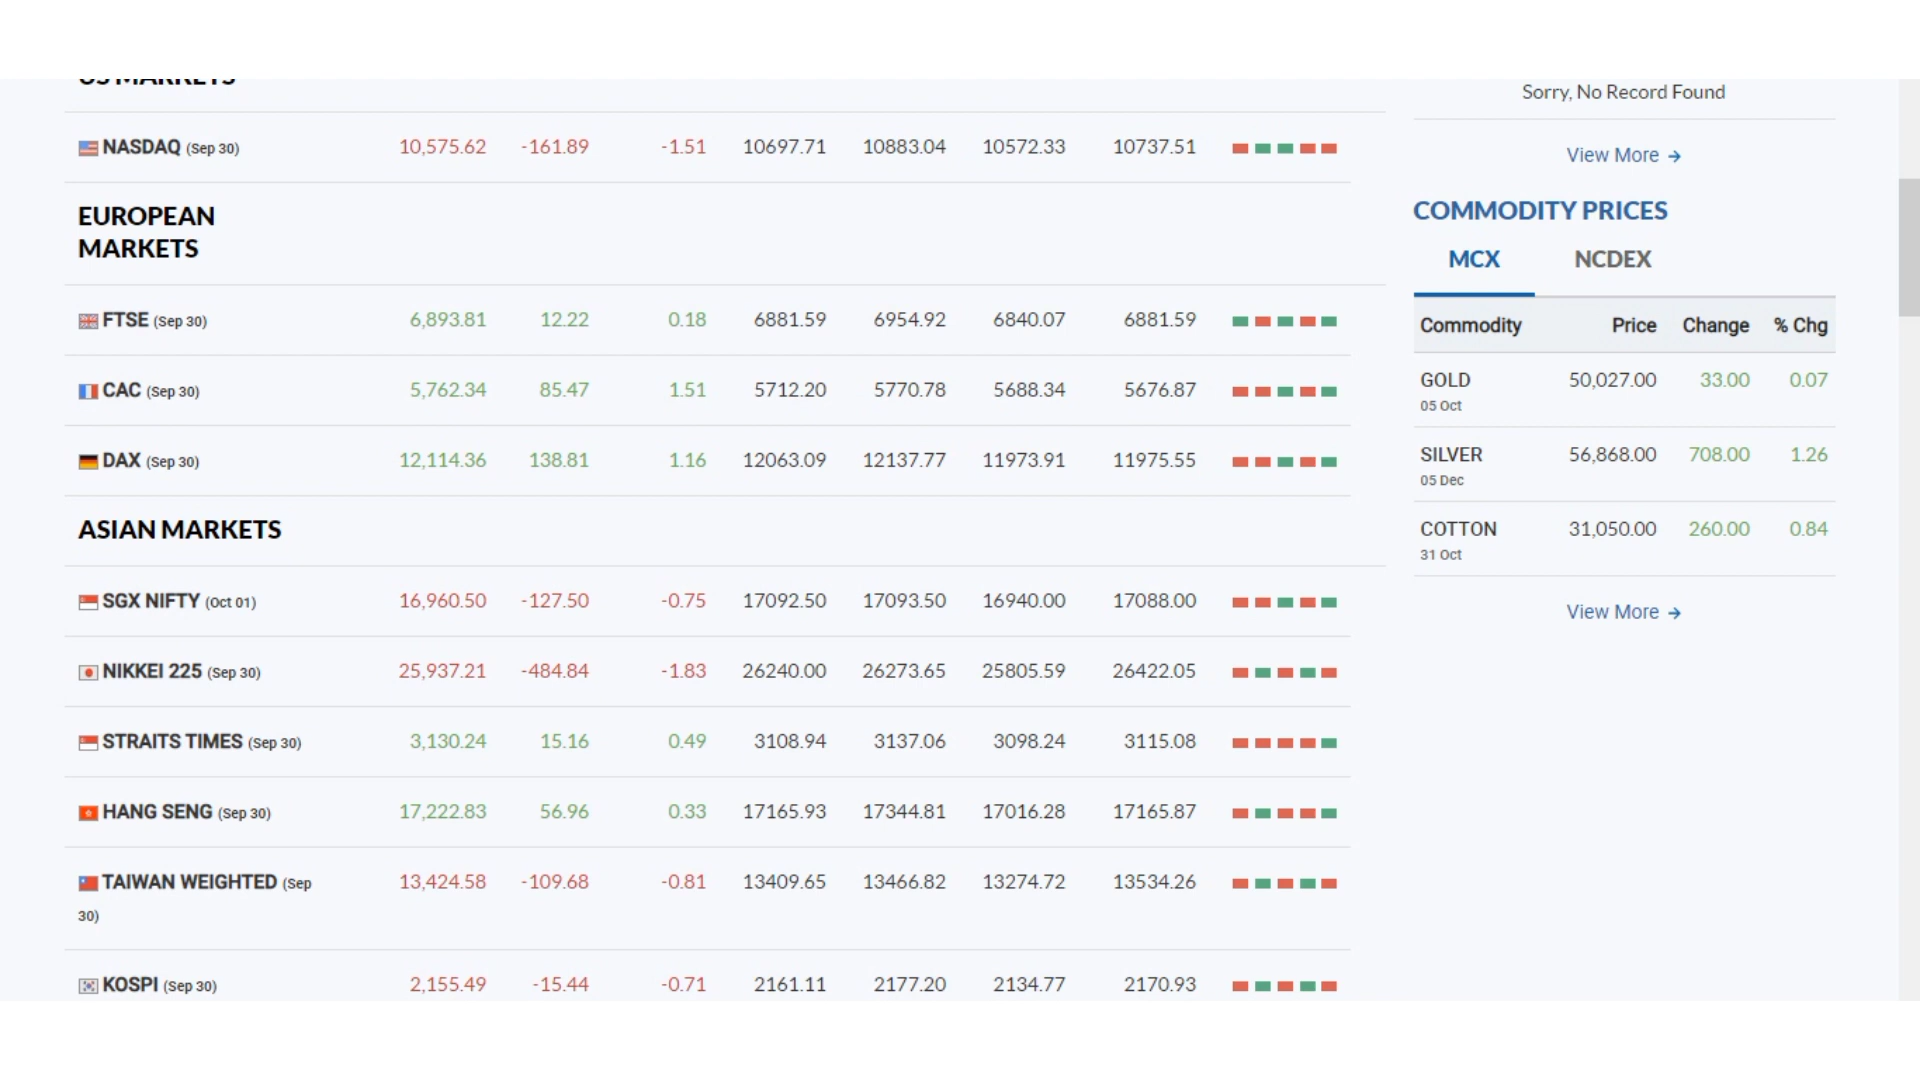 US MARKETS
NASDAQ (Sep 30) 10,575.62 -161.89 -1.51 10697.71 10883.04 10572.33 10737.51
EUROPEAN
MARKETS
FTSE (Sep 30) 6,893.81 12.22 0.18 6881.59 6954.92 6840.07 6881.59
CAC (Sep 30) 5,762.34 85.47 1.51 5712.20 5770.78 5688.34 5676.87
DAX (Sep 30) 12,114.36 138.81 1.16 12063.09 12137.77 11973.91 11975.55
ASIAN MARKETS
SGX NIFTY (Oct 01) 16,960.50 -127.50 -0.75 17092.50 17093.50 16940.00 17088.00
NIKKEI 225 (Sep 30) 25,937.21 -484.84 -1.83 26240.00 26273.65 25805.59 26422.05
STRAITS TIMES (Sep 30) 3,130.24 15.16 0.49 3108.94 3137.06 3098.24 3115.08
HANG SENG (Sep 30) 17,222.83 56.96 0.33 17165.93 17344.81 17016.28 17165.87
TAIWAN WEIGHTED (Sep 13,424.58 -109.68 -0.81 13409.65 13466.82 13274.72 13534.26
30)
KOSPI (Sep 30) 2,155.49 -15.44 -0.71 2161.11 2177.20 2134.77 2170.93
Sorry, No Record Found
View More →
COMMODITY PRICES
MCX NCDEX
Commodity Price Change % Chg
GOLD 50,027.00 33.00 0.07
05 Oct
SILVER 56,868.00 708.00 1.26
05 Dec
COTTON 31,050.00 260.00 0.84
31 Oct
View More →